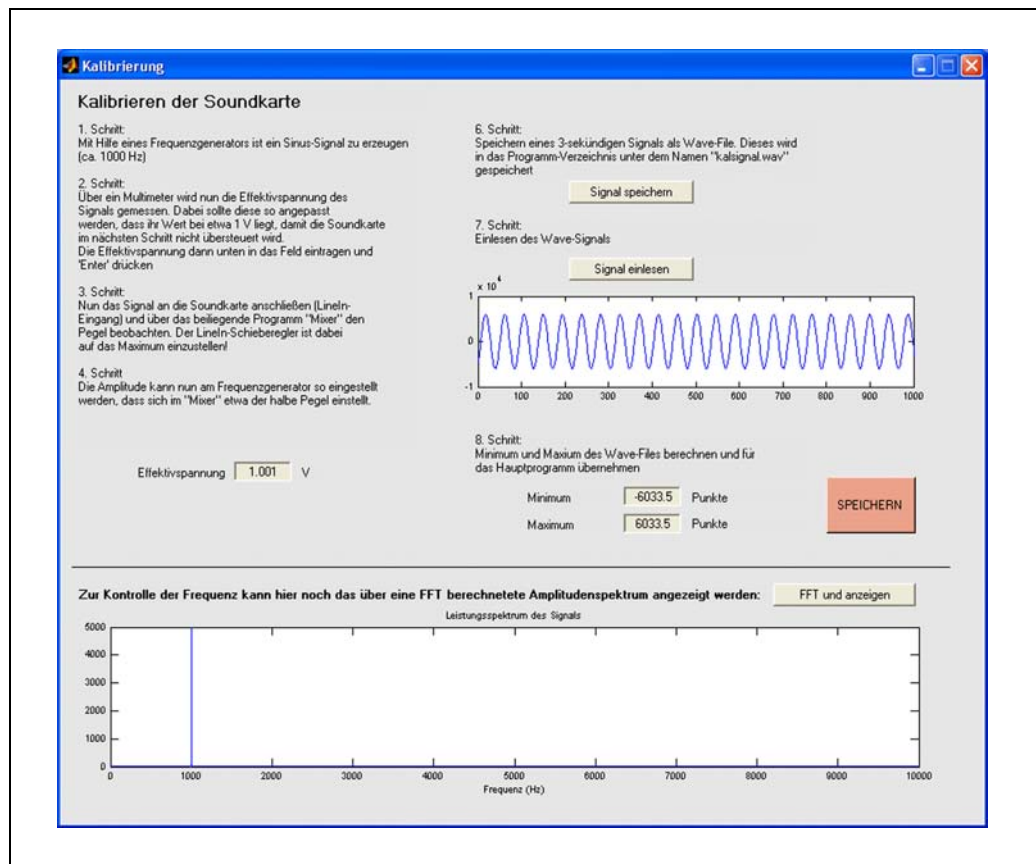 Kalibrierung
Kalibrieren der Soundkarte
1. Schritt:
Mit Hilfe eines Frequenzgenerators ist ein Sinus-Signal zu erzeugen
(ca. 1000 Hz)
2. Schritt:
Über ein Multimeter wird nun die Effektivspannung des
Signals gemessen. Dabei sollte diese so angepasst
werden, dass ihr Wert bei etwa 1 V liegt, damit die Soundkarte
im nächsten Schritt nicht übersteuert wird.
Die Effektivspannung dann unten in das Feld eintragen und
'Enter' drücken
3. Schritt:
Nun das Signal an die Soundkarte anschließen (LineIn-
Eingang) und über das beiliegende Programm "Mixer" den
Pegel beobachten. Der LineIn-Schieberegler ist dabei
auf das Maximum einzustellen!
4. Schritt
Die Amplitude kann nun am Frequenzgenerator so eingestellt
werden, dass sich im "Mixer" etwa der halbe Pegel einstellt.
Effektivspannung 1.001 V
6. Schritt:
Speichern eines 3-sekündigen Signals als Wave-File. Dieses wird
in das Programm-Verzeichnis unter dem Namen "kalsignal.wav"
gespeichert
Signal speichern
7. Schritt:
Einlesen des Wave-Signals
Signal einlesen
x 10⁴
1
0
-1
0 100 200 300 400 500 600 700 800 900 1000
8. Schritt:
Minimum und Maxium des Wave-Files berechnen und für
das Hauptprogramm übernehmen
Minimum -6033.5 Punkte
Maximum 6033.5 Punkte
SPEICHERN
Zur Kontrolle der Frequenz kann hier noch das über eine FFT berechnetete Amplitudenspektrum angezeigt werden:
FFT und anzeigen
Leistungsspektrum des Signals
5000
4000
3000
2000
1000
0
0 1000 2000 3000 4000 5000 6000 7000 8000 9000 10000
Frequenz (Hz)